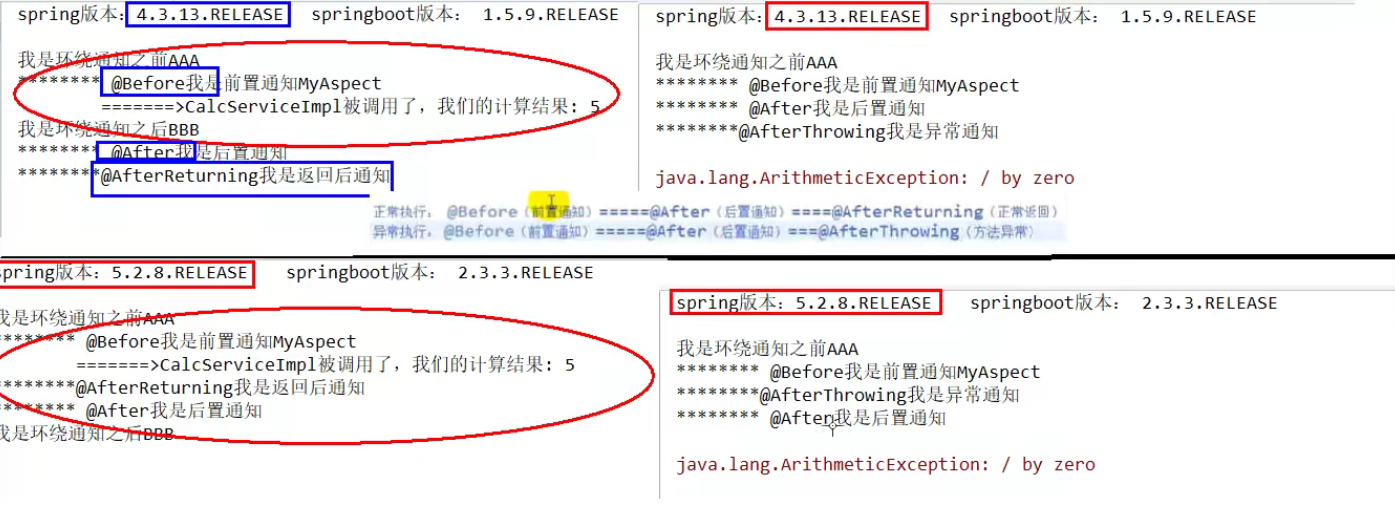 spring版本：4.3.13.RELEASE springboot版本： 1.5.9.RELEASE
我是环绕通知之前AAA
******** @Before我是前置通知MyAspect
=======>CalcServiceImpl被调用了，我们的计算结果：5
我是环绕通知之后BBB
******** @After我是后置通知
********@AfterReturning我是返回后通知
spring版本：4.3.13.RELEASE springboot版本： 1.5.9.RELEASE
我是环绕通知之前AAA
******** @Before我是前置通知MyAspect
******** @After我是后置通知
********@AfterThrowing我是异常通知
java.lang.ArithmeticException: / by zero
正常执行： @Before（前置通知）=====@After（后置通知）====@AfterReturning（正常返回）
异常执行： @Before（前置通知）=====@After（后置通知）===@AfterThrowing（方法异常）
spring版本：5.2.8.RELEASE springboot版本： 2.3.3.RELEASE
我是环绕通知之前AAA
******** @Before我是前置通知MyAspect
=======>CalcServiceImpl被调用了，我们的计算结果：5
********@AfterReturning我是返回后通知
******** @After我是后置通知
我是环绕通知之后BBB
spring版本：5.2.8.RELEASE springboot版本： 2.3.3.RELEASE
我是环绕通知之前AAA
******** @Before我是前置通知MyAspect
********@AfterThrowing我是异常通知
******** @After我是后置通知
java.lang.ArithmeticException: / by zero